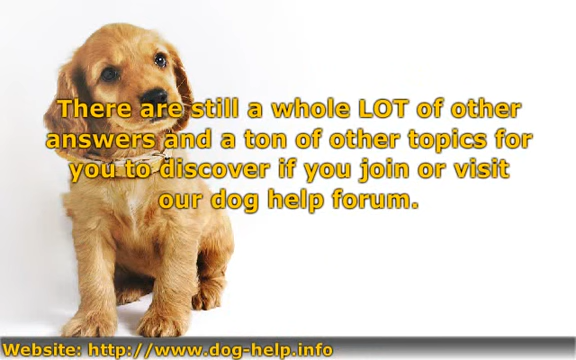 There are still a whole LOT of other
answers and a ton of other topics for
you to discover if you join or visit
our dog help forum.
Website: http://www.dog-help.info